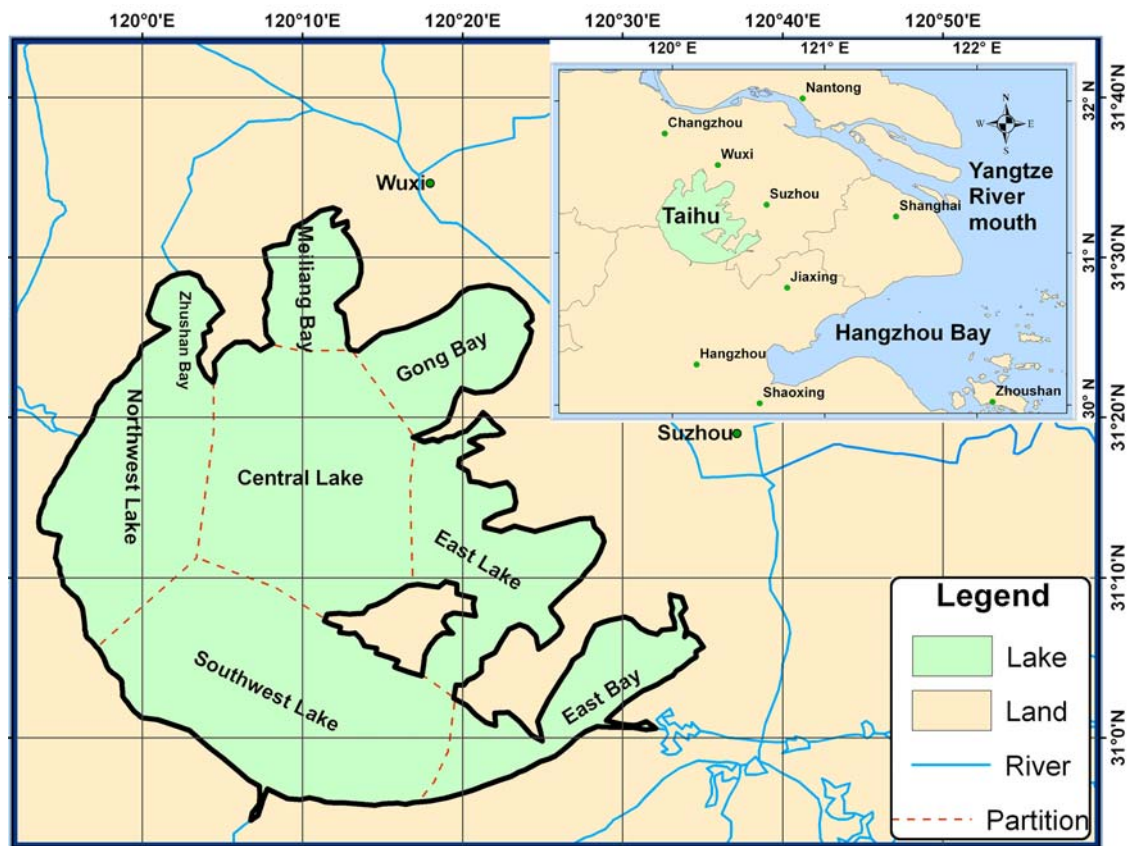 120°0'E
120°10'E
120°20'E
120°30'E
120°40'E
120°50'E
120° E
121° E
122° E
32° N
31° N
30° N
Nantong
Changzhou
N
W
E
S
Wuxi
Yangtze
River
mouth
Suzhou
Shanghai
Taihu
Jiaxing
Hangzhou Bay
Hangzhou
Zhoushan
Shaoxing
31°40'N
31°30'N
31°20'N
31°10'N
31°0'N
Wuxi
Meiliang Bay
Zhushan Bay
Gong Bay
Northwest Lake
Suzhou
Central Lake
East Lake
Southwest Lake
East Bay
Legend
Lake
Land
River
Partition